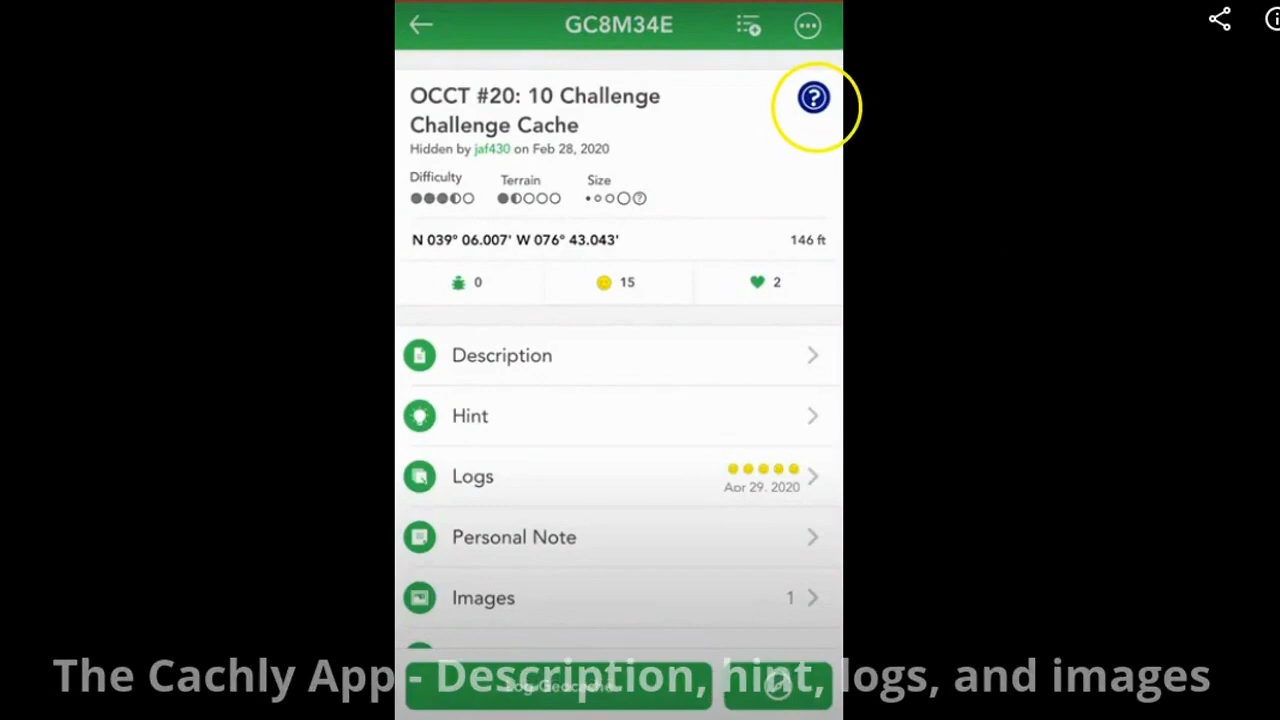 GC8M34E
OCCT #20: 10 Challenge
Challenge Cache
Hidden by jaf430 on Feb 28, 2020
Difficulty Terrain Size
N 039° 06.007' W 076° 43.043' 146 ft
0 15 2
Description
Hint
Logs
Apr 29, 2020
Personal Note
Images 1
Log Geocache
The Cachly App - Description, hint, logs, and images